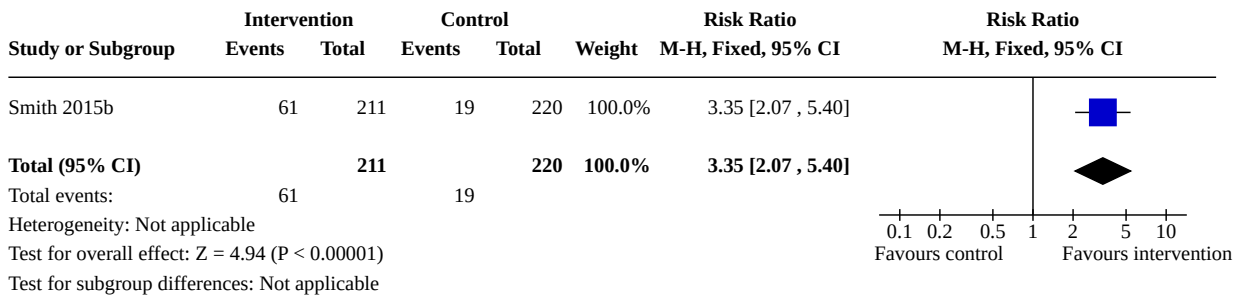 Intervention Control Risk Ratio Risk Ratio
Study or Subgroup Events Total Events Total Weight M-H, Fixed, 95% CI M-H, Fixed, 95% CI
Smith 2015b 61 211 19 220 100.0% 3.35 [2.07 , 5.40]
Total (95% CI) 211 220 100.0% 3.35 [2.07 , 5.40]
Total events: 61 19
Heterogeneity: Not applicable 0.1 0.2 0.5 1 2 5 10
Test for overall effect: Z = 4.94 (P < 0.00001) Favours control Favours intervention
Test for subgroup differences: Not applicable